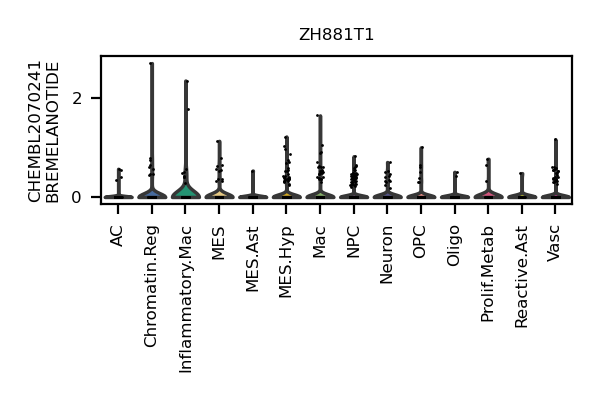 ZH881T1
CHEMBL2070241
BREMELANOTIDE
2
0
AC
Chromatin.Reg
Inflammatory.Mac
MES
MES.Ast
MES.Hyp
Mac
NPC
Neuron
OPC
Oligo
Prolif.Metab
Reactive.Ast
Vasc